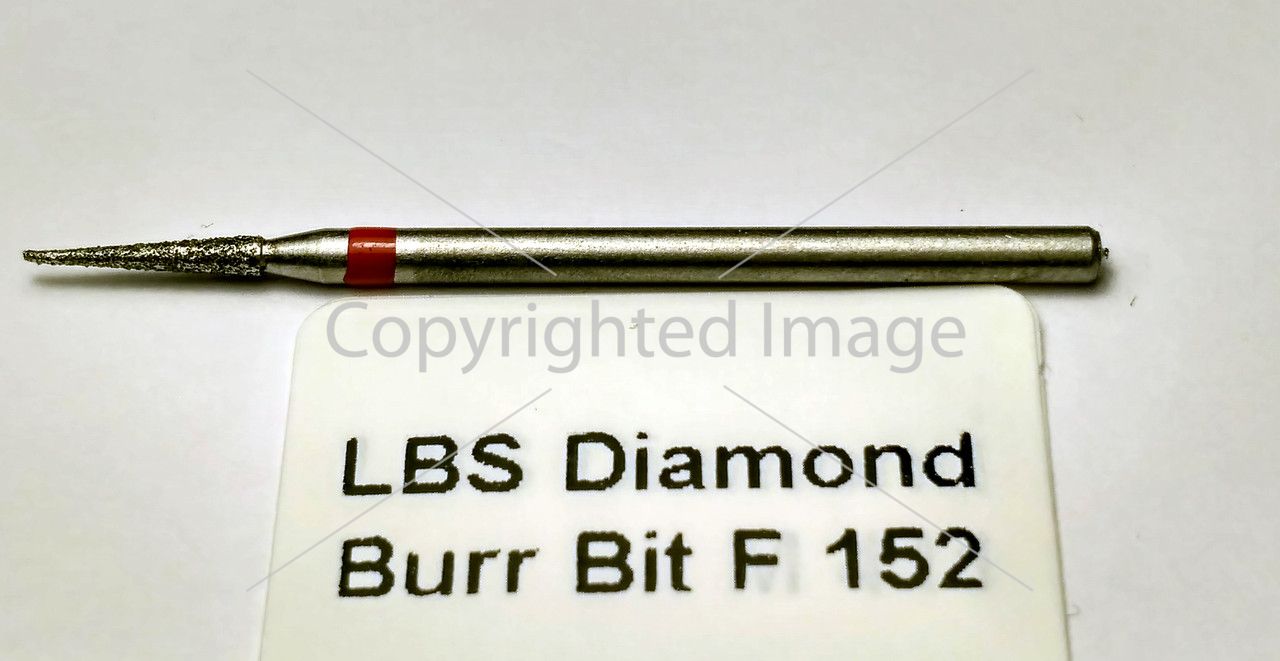 Copyrighted Image
LBS Diamond
Burr Bit F 152